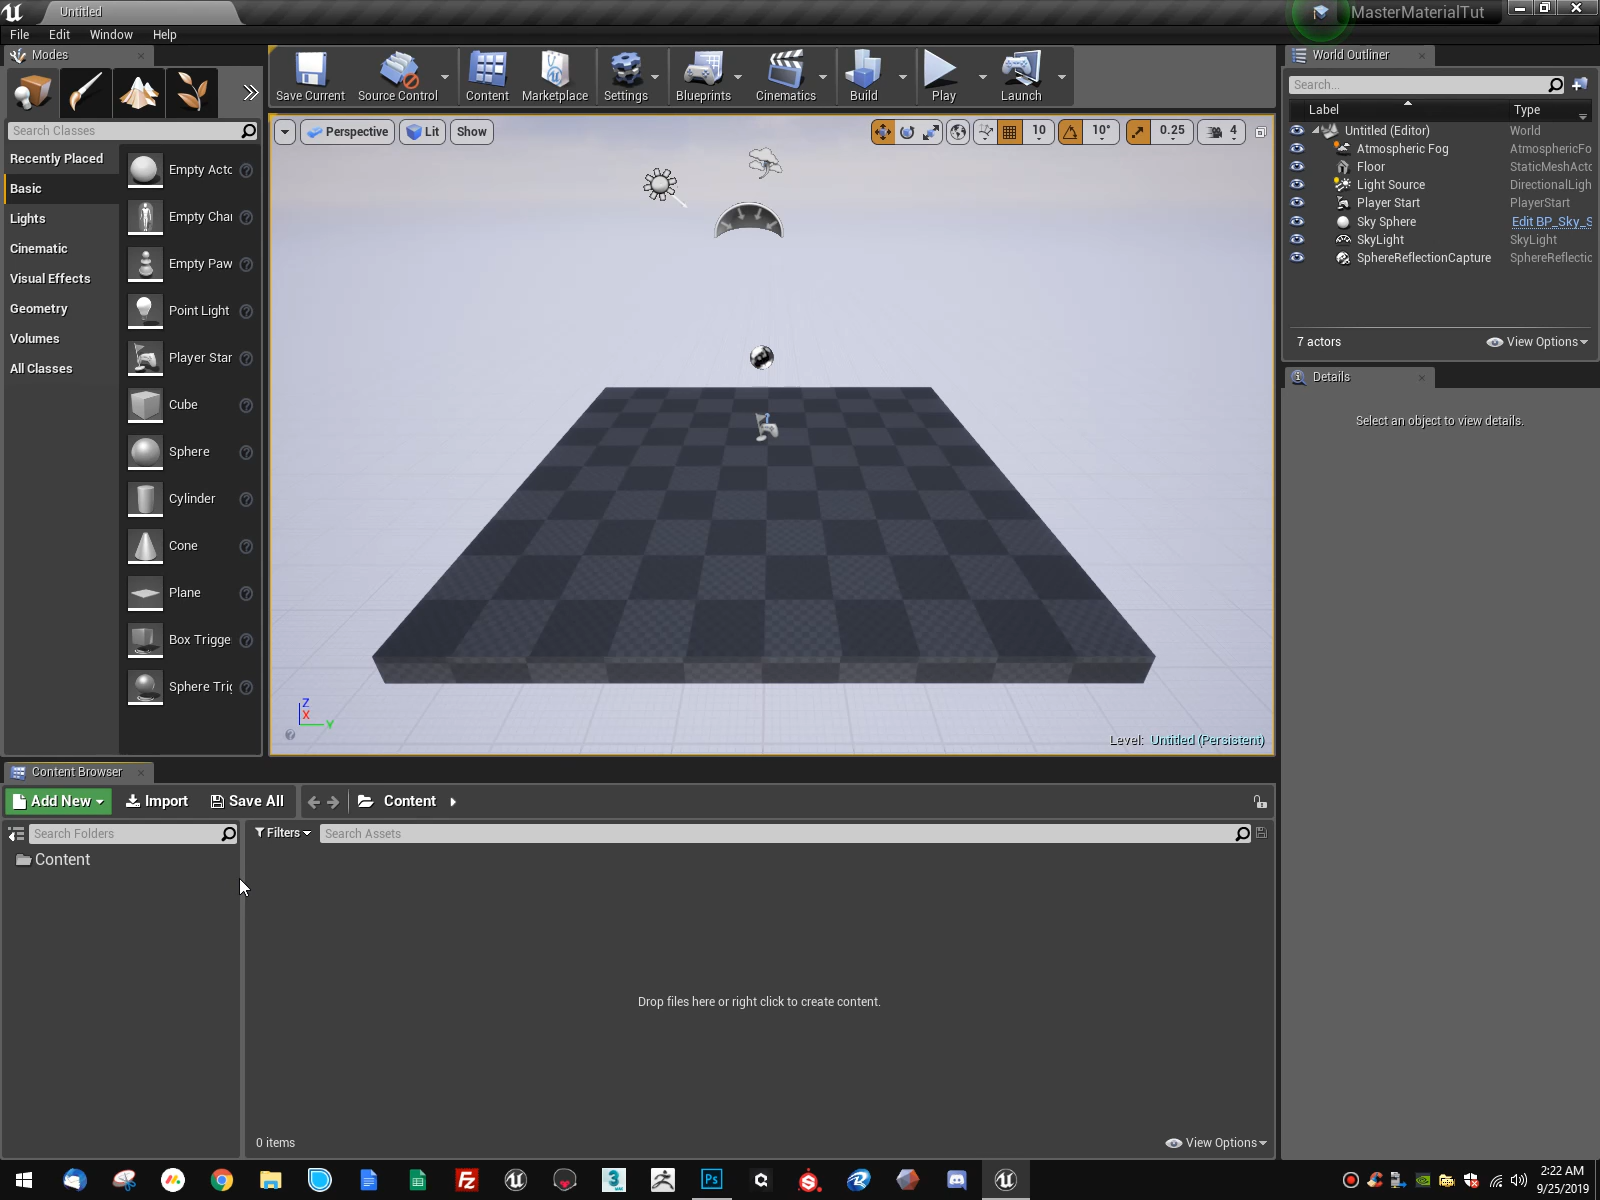 Untitled
MasterMaterialTut
File Edit Window Help
Modes
Search Classes
Recently Placed
Basic
Lights
Cinematic
Visual Effects
Geometry
Volumes
All Classes
Empty Actc
Empty Chai
Empty Paw
Point Light
Player Star
Cube
Sphere
Cylinder
Cone
Plane
Box Trigge
Sphere Tric
Save Current
Source Control
Content
Marketplace
Settings
Blueprints
Cinematics
Build
Play
Launch
Perspective
Lit
Show
10
10°
0.25
4
Z
X
Y
Level: Untitled (Persistent)
World Outliner
Search...
Label Type
Untitled (Editor) World
Atmospheric Fog AtmosphericFo
Floor StaticMeshActc
Light Source DirectionalLigh
Player Start PlayerStart
Sky Sphere Edit BP_Sky_S
SkyLight SkyLight
SphereReflectionCapture SphereReflectic
7 actors
View Options
Details
Select an object to view details.
Content Browser
Add New
Import
Save All
Content
Search Folders
Filters
Search Assets
Content
Drop files here or right click to create content.
0 items
View Options
Fz
3
Ps
2:22 AM
9/25/2019